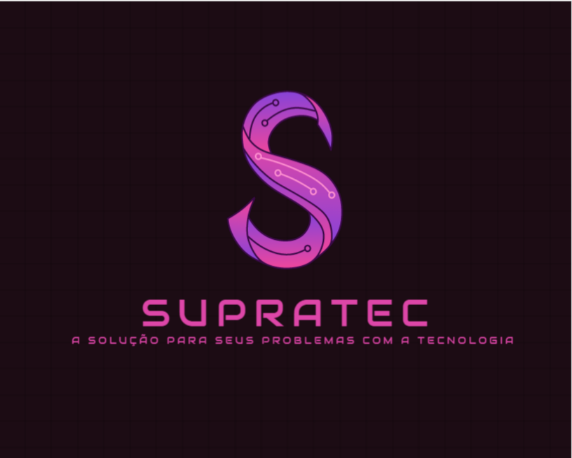 SUPRATEC
A SOLUÇÃO PARA SEUS PROBLEMAS COM A TECNOLOGIA